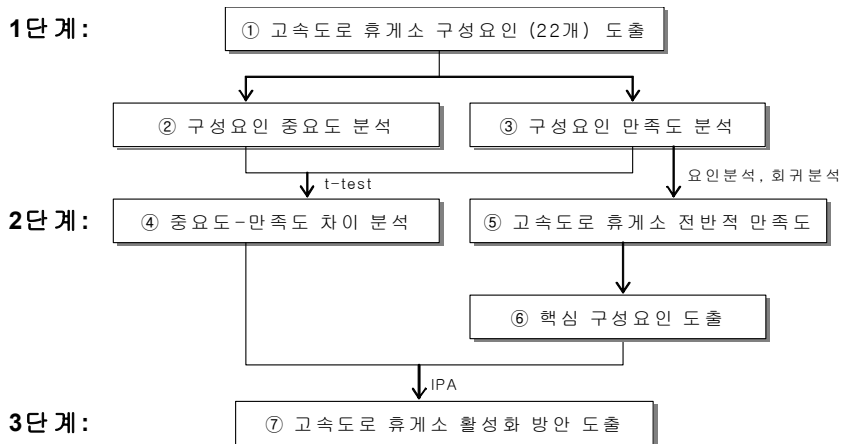 1단계:
① 고속도로 휴게소 구성요인 (22개) 도출
② 구성요인 중요도 분석
③ 구성요인 만족도 분석
t-test
요인분석, 회귀분석
2단계:
④ 중요도-만족도 차이 분석
⑤ 고속도로 휴게소 전반적 만족도
⑥ 핵심 구성요인 도출
IPA
3단계:
⑦ 고속도로 휴게소 활성화 방안 도출